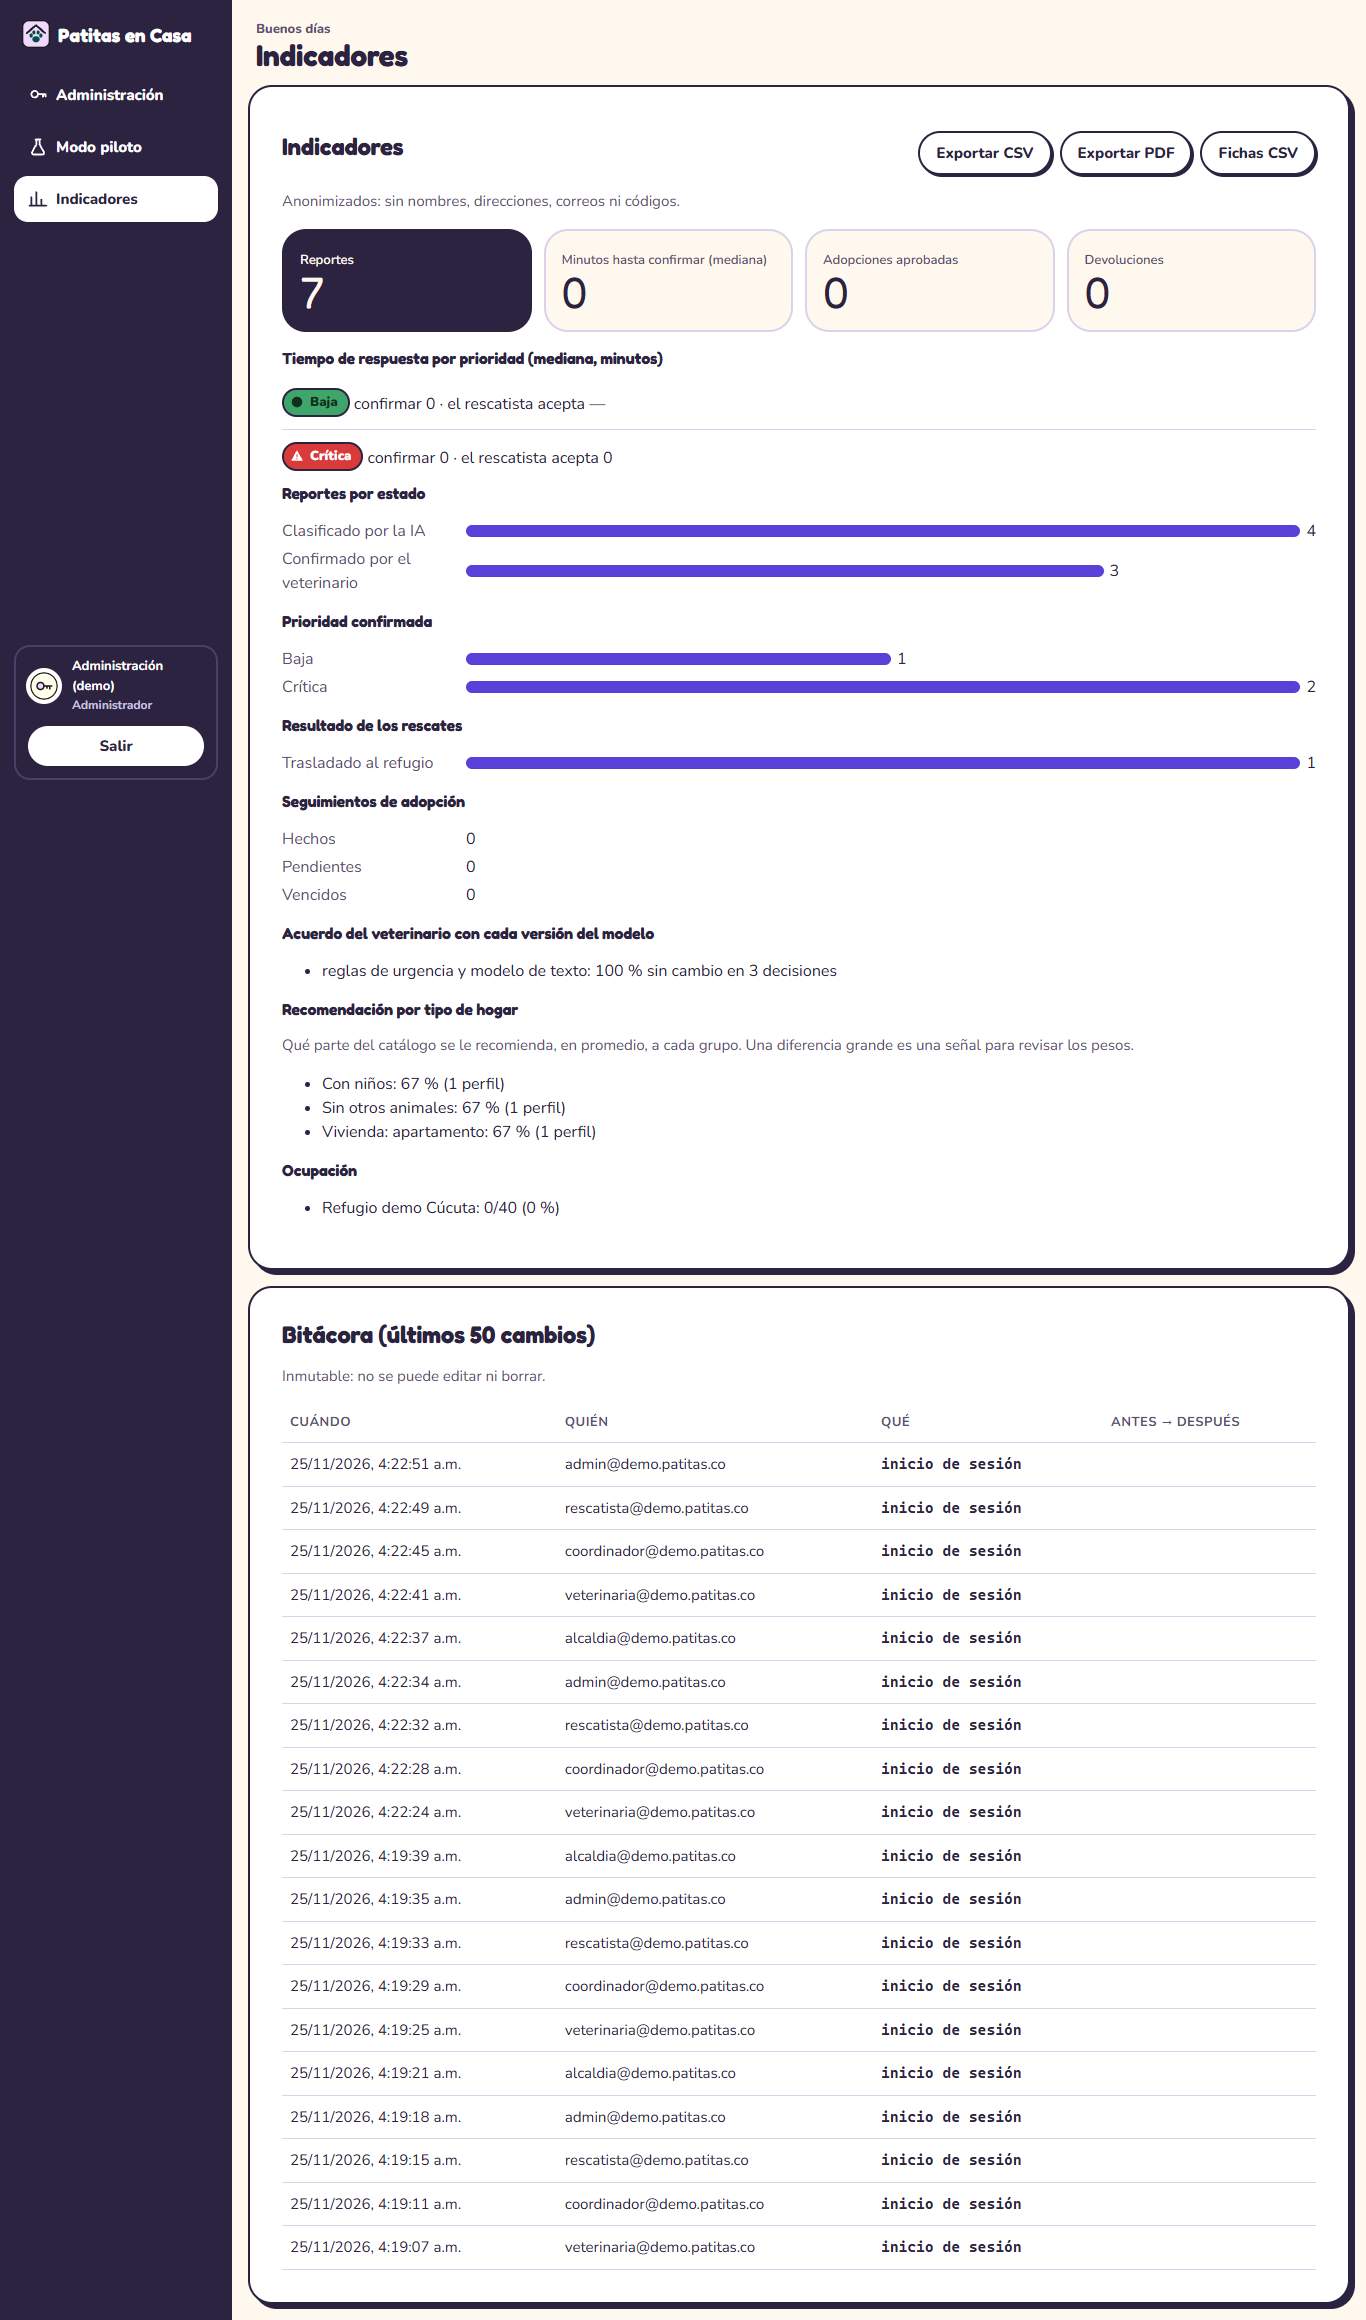 Patitas en Casa
Administración
Modo piloto
Indicadores
Administración
(demo)
Administrador
Salir
Buenos días
Indicadores
Indicadores
Exportar CSV
Exportar PDF
Fichas CSV
Anonimizados: sin nombres, direcciones, correos ni códigos.
Reportes
7
Minutos hasta confirmar (mediana)
0
Adopciones aprobadas
0
Devoluciones
0
Tiempo de respuesta por prioridad (mediana, minutos)
Baja confirmar 0 · el rescatista acepta —
Crítica confirmar 0 · el rescatista acepta 0
Reportes por estado
Clasificado por la IA 4
Confirmado por el
veterinario 3
Prioridad confirmada
Baja 1
Crítica 2
Resultado de los rescates
Trasladado al refugio 1
Seguimientos de adopción
Hechos 0
Pendientes 0
Vencidos 0
Acuerdo del veterinario con cada versión del modelo
• reglas de urgencia y modelo de texto: 100 % sin cambio en 3 decisiones
Recomendación por tipo de hogar
Qué parte del catálogo se le recomienda, en promedio, a cada grupo. Una diferencia grande es una señal para revisar los pesos.
• Con niños: 67 % (1 perfil)
• Sin otros animales: 67 % (1 perfil)
• Vivienda: apartamento: 67 % (1 perfil)
Ocupación
• Refugio demo Cúcuta: 0/40 (0 %)
Bitácora (últimos 50 cambios)
Inmutable: no se puede editar ni borrar.
CUÁNDO QUIÉN QUÉ ANTES → DESPUÉS
25/11/2026, 4:22:51 a.m. admin@demo.patitas.co inicio de sesión
25/11/2026, 4:22:49 a.m. rescatista@demo.patitas.co inicio de sesión
25/11/2026, 4:22:45 a.m. coordinador@demo.patitas.co inicio de sesión
25/11/2026, 4:22:41 a.m. veterinaria@demo.patitas.co inicio de sesión
25/11/2026, 4:22:37 a.m. alcaldia@demo.patitas.co inicio de sesión
25/11/2026, 4:22:34 a.m. admin@demo.patitas.co inicio de sesión
25/11/2026, 4:22:32 a.m. rescatista@demo.patitas.co inicio de sesión
25/11/2026, 4:22:28 a.m. coordinador@demo.patitas.co inicio de sesión
25/11/2026, 4:22:24 a.m. veterinaria@demo.patitas.co inicio de sesión
25/11/2026, 4:19:39 a.m. alcaldia@demo.patitas.co inicio de sesión
25/11/2026, 4:19:35 a.m. admin@demo.patitas.co inicio de sesión
25/11/2026, 4:19:33 a.m. rescatista@demo.patitas.co inicio de sesión
25/11/2026, 4:19:29 a.m. coordinador@demo.patitas.co inicio de sesión
25/11/2026, 4:19:25 a.m. veterinaria@demo.patitas.co inicio de sesión
25/11/2026, 4:19:21 a.m. alcaldia@demo.patitas.co inicio de sesión
25/11/2026, 4:19:18 a.m. admin@demo.patitas.co inicio de sesión
25/11/2026, 4:19:15 a.m. rescatista@demo.patitas.co inicio de sesión
25/11/2026, 4:19:11 a.m. coordinador@demo.patitas.co inicio de sesión
25/11/2026, 4:19:07 a.m. veterinaria@demo.patitas.co inicio de sesión